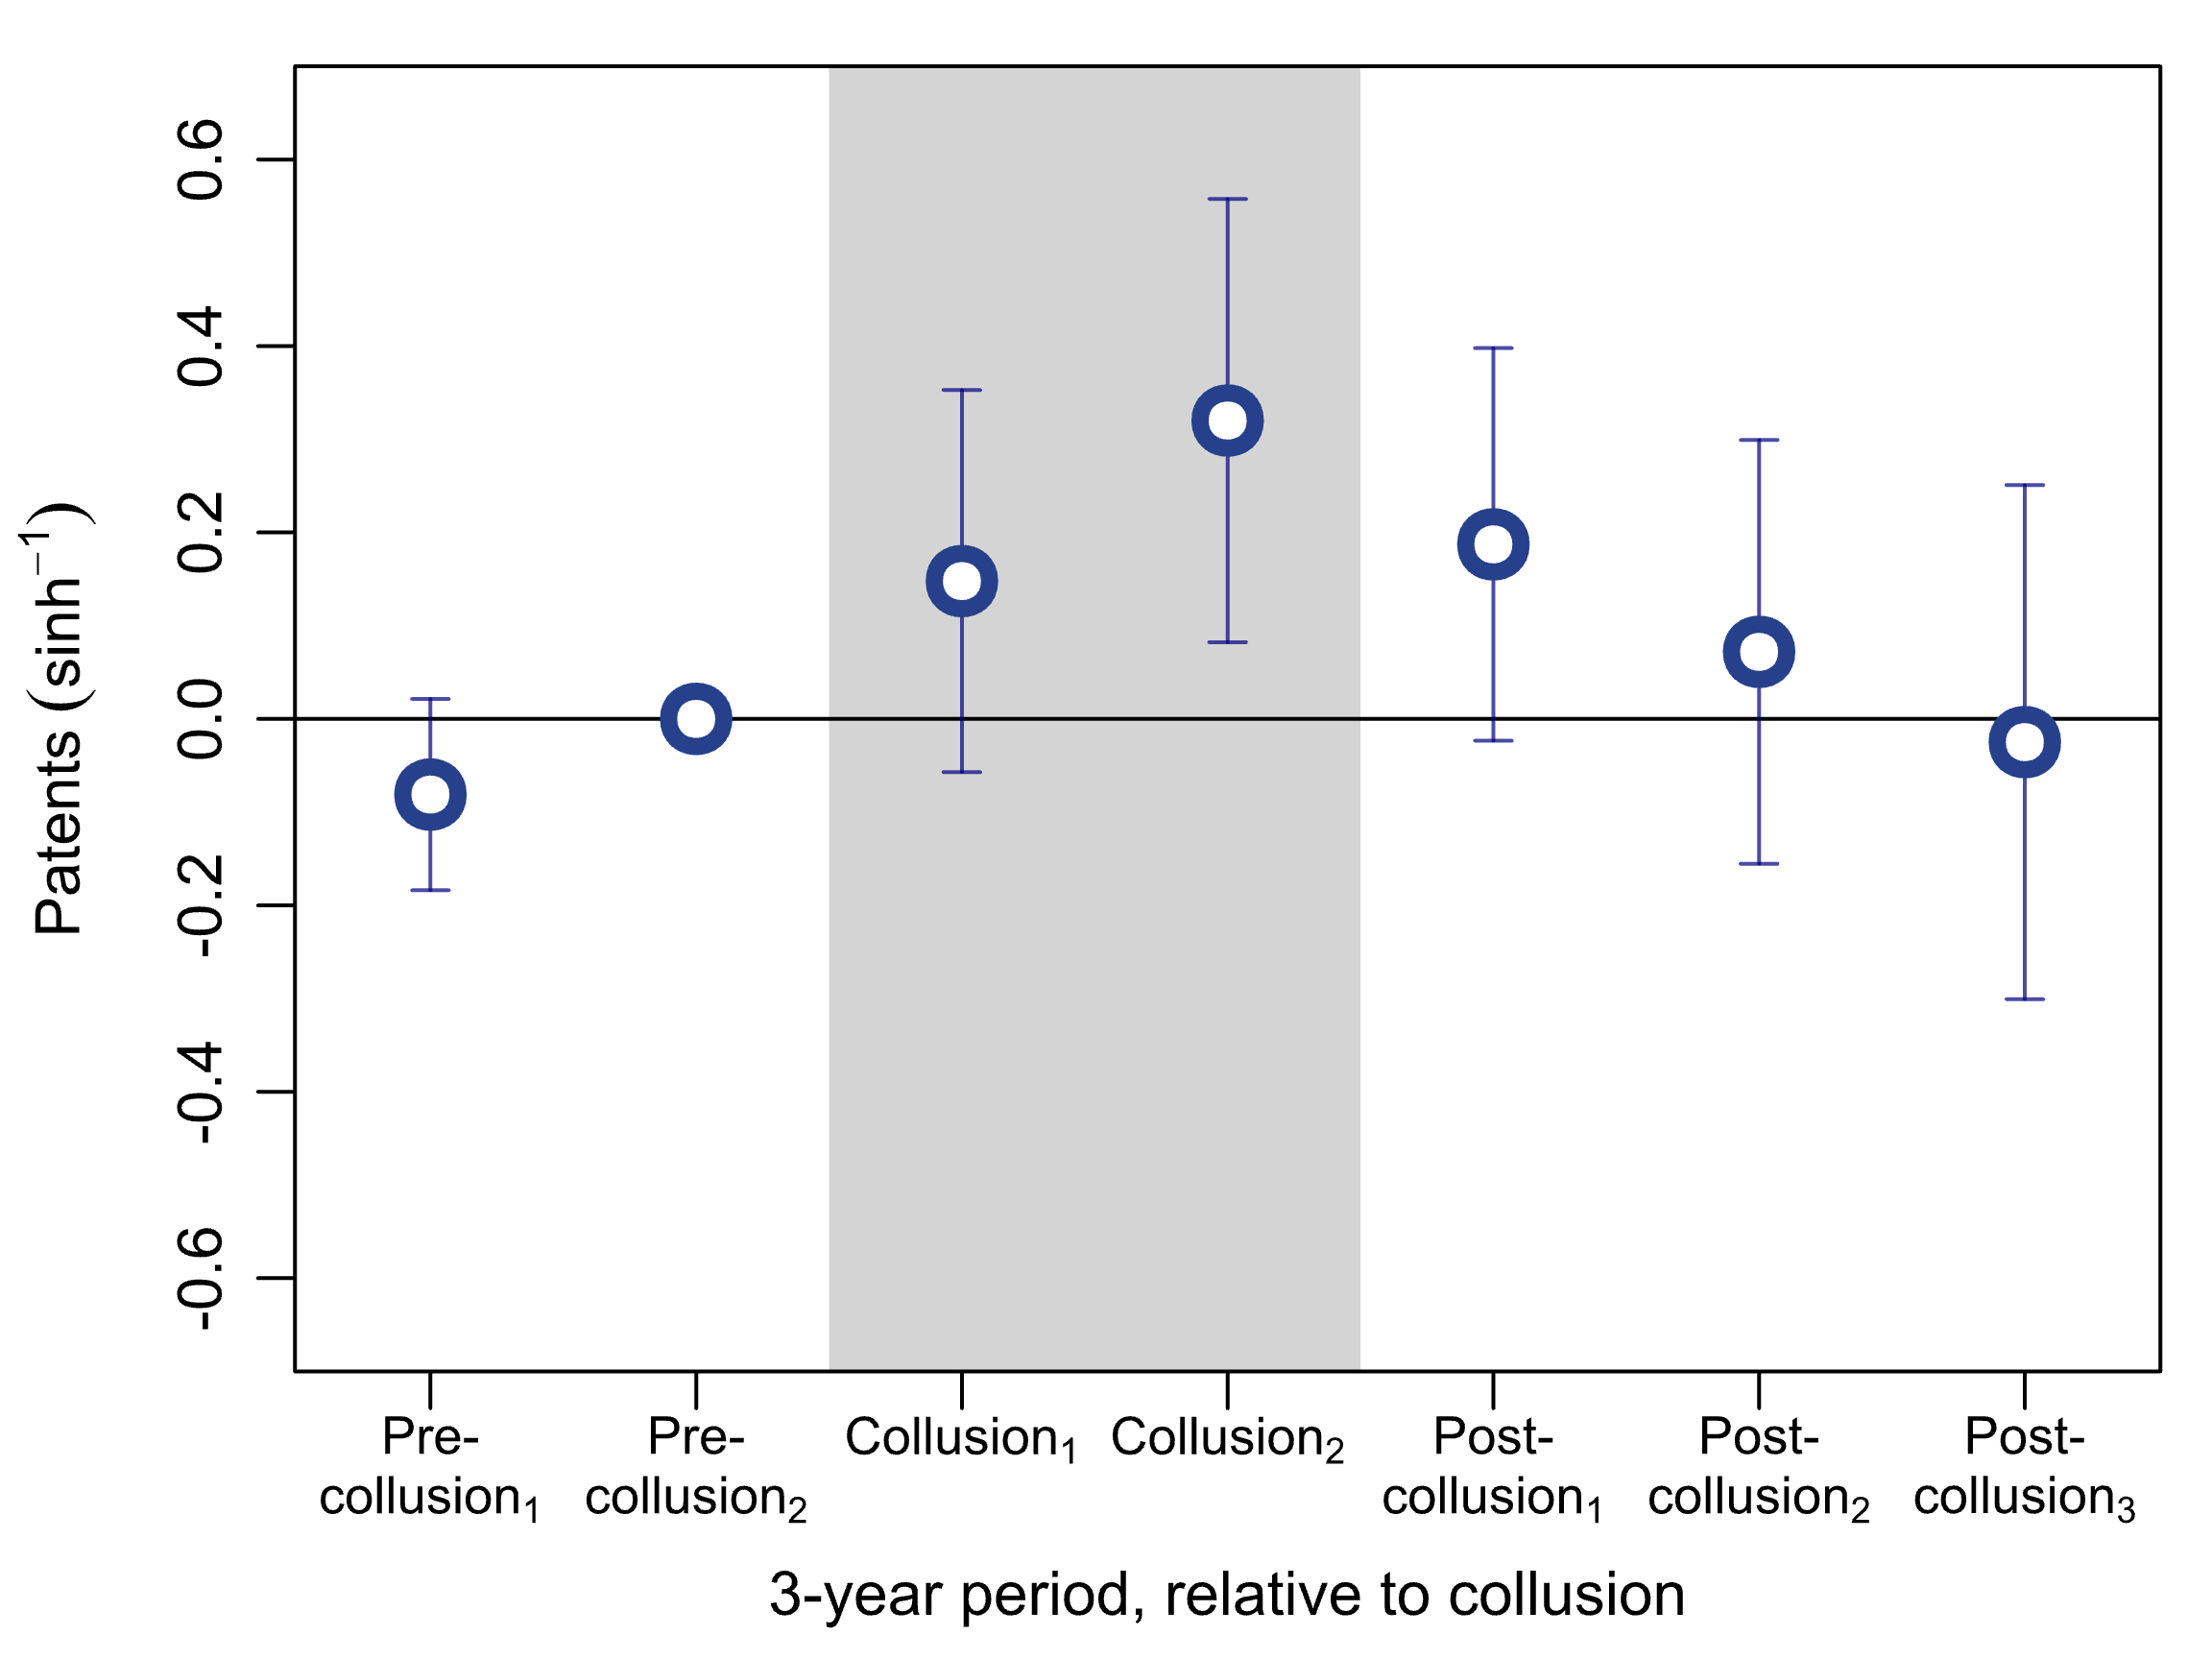 Patents (sinh⁻¹)
0.6
0.4
0.2
0.0
-0.2
-0.4
-0.6
Pre-
collusion₁
Pre-
collusion₂
Collusion₁
Collusion₂
Post-
collusion₁
Post-
collusion₂
Post-
collusion₃
3-year period, relative to collusion